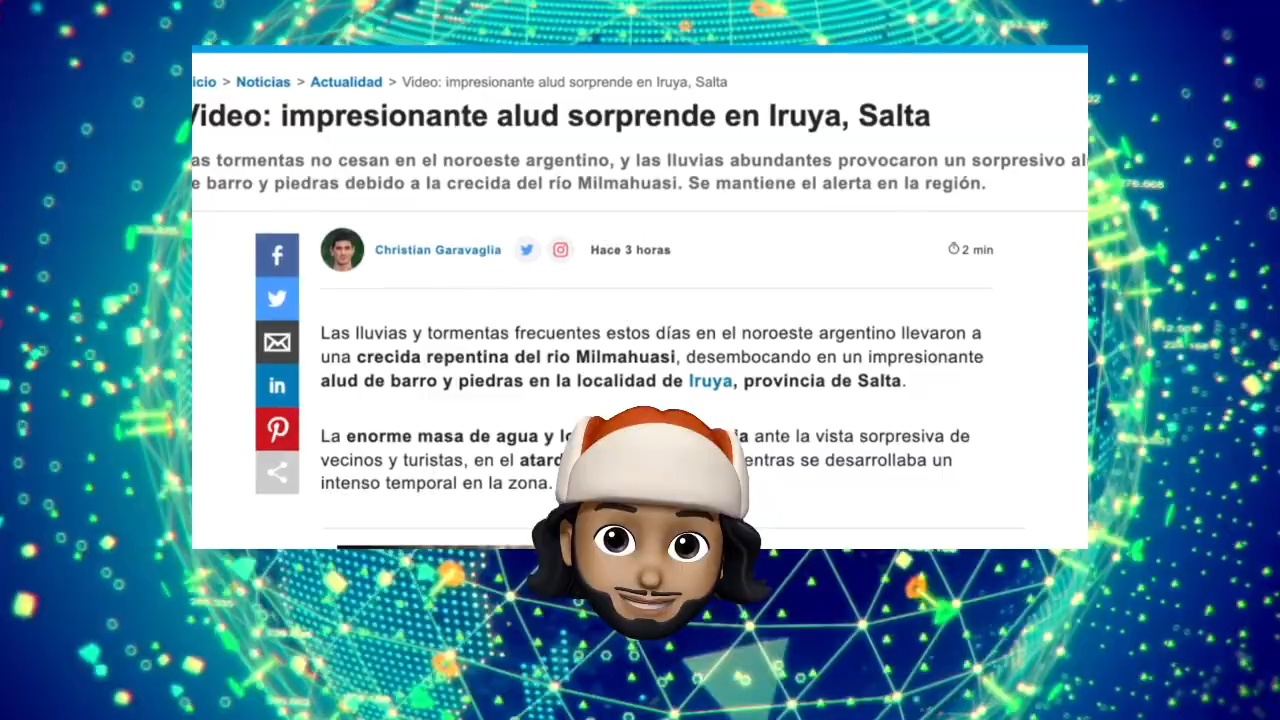 icio > Noticias > Actualidad > Video: impresionante alud sorprende en Iruya, Salta
Video: impresionante alud sorprende en Iruya, Salta
as tormentas no cesan en el noroeste argentino, y las lluvias abundantes provocaron un sorpresivo al
e barro y piedras debido a la crecida del río Milmahuasi. Se mantiene el alerta en la región.
Christian Garavaglia Hace 3 horas 2 min
Las lluvias y tormentas frecuentes estos días en el noroeste argentino llevaron a
una crecida repentina del rio Milmahuasi, desembocando en un impresionante
alud de barro y piedras en la localidad de Iruya, provincia de Salta.
La enorme masa de agua y lo ia ante la vista sorpresiva de
vecinos y turistas, en el atard entras se desarrollaba un
intenso temporal en la zona.